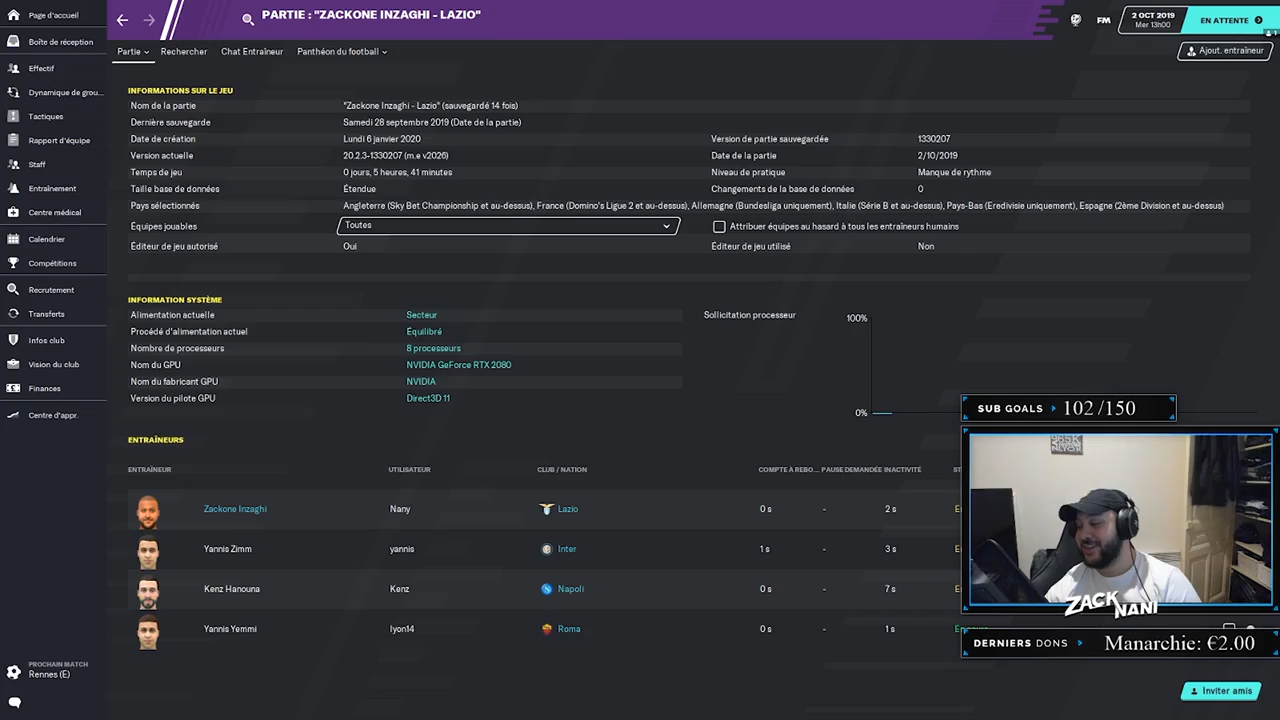 Page d'accueil
Boîte de réception
Effectif
Dynamique de grou...
Tactiques
Rapport d'équipe
Staff
Entraînement
Centre médical
Calendrier
Compétitions
Recrutement
Transferts
Infos club
Vision du club
Finances
Centre d'appr.
PROCHAIN MATCH
Rennes (E)
PARTIE : "ZACKONE INZAGHI - LAZIO"
FM
2 OCT 2019
Mer 13h00
EN ATTENTE
1
Partie
Rechercher
Chat Entraîneur
Panthéon du football
Ajout. entraîneur
INFORMATIONS SUR LE JEU
Nom de la partie "Zackone Inzaghi - Lazio" (sauvegardé 14 fois)
Dernière sauvegarde Samedi 28 septembre 2019 (Date de la partie)
Date de création Lundi 6 janvier 2020 Version de partie sauvegardée 1330207
Version actuelle 20.2.3-1330207 (m.e v2026) Date de la partie 2/10/2019
Temps de jeu 0 jours, 5 heures, 41 minutes Niveau de pratique Manque de rythme
Taille base de données Étendue Changements de la base de données 0
Pays sélectionnés Angleterre (Sky Bet Championship et au-dessus), France (Domino's Ligue 2 et au-dessus), Allemagne (Bundesliga uniquement), Italie (Série B et au-dessus), Pays-Bas (Eredivisie uniquement), Espagne (2ème Division et au-dessus)
Équipes jouables Toutes Attribuer équipes au hasard à tous les entraîneurs humains
Éditeur de jeu autorisé Oui Éditeur de jeu utilisé Non
INFORMATION SYSTÈME
Alimentation actuelle Secteur Sollicitation processeur 100%
Procédé d'alimentation actuel Équilibré
Nombre de processeurs 8 processeurs
Nom du GPU NVIDIA GeForce RTX 2080
Nom du fabricant GPU NVIDIA
Version du pilote GPU Direct3D 11
0%
SUB GOALS 102 /150
ENTRAÎNEURS
ENTRAÎNEUR UTILISATEUR CLUB / NATION COMPTE À REBO... PAUSE DEMANDÉE INACTIVITÉ
Zackone Inzaghi Nany Lazio 0 s - 2 s
Yannis Zimm yannis Inter 1 s - 3 s
Kenz Hanouna Kenz Napoli 0 s - 7 s
Yannis Yemmi lyon14 Roma 0 s - 1 s
ZACK NANI
DERNIERS DONS Manarchie: €2.00
Inviter amis